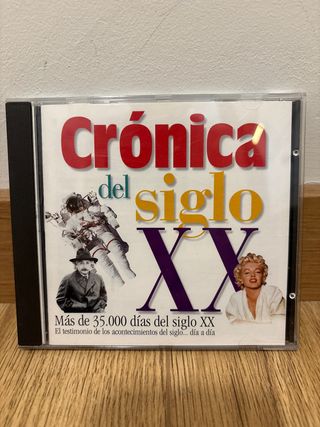 Crónica
del siglo
XX
Más de 35.000 días del siglo XX
El testimonio de los acontecimientos del siglo... día a día